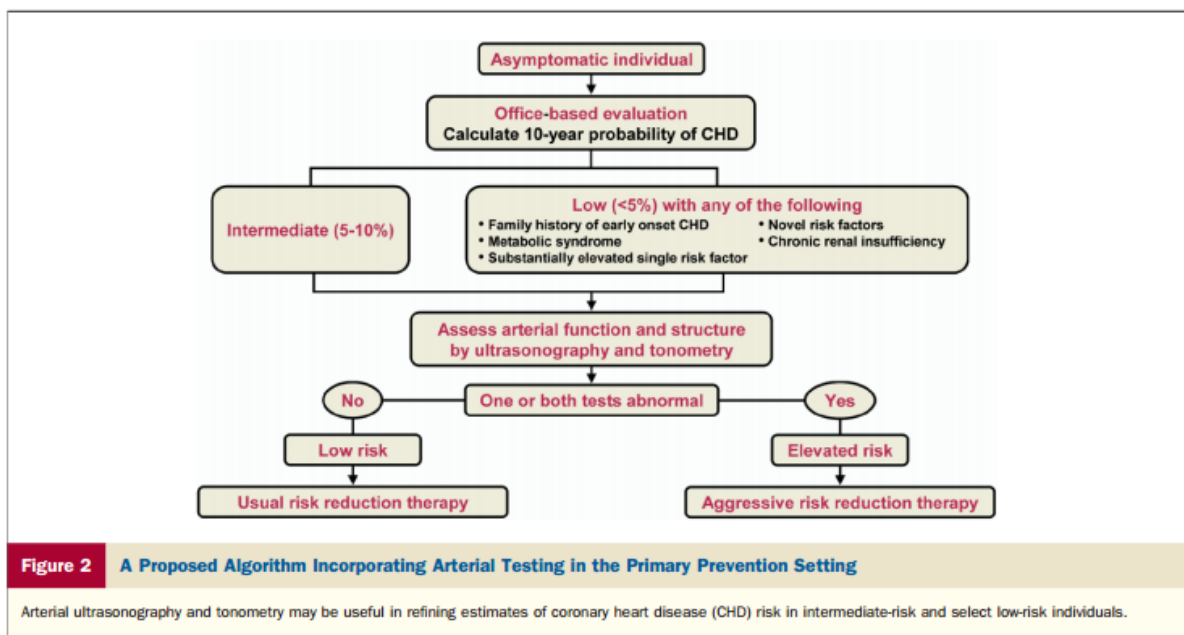 Asymptomatic individual
Office-based evaluation
Calculate 10-year probability of CHD
Intermediate (5-10%)
Low (<5%) with any of the following
• Family history of early onset CHD
• Metabolic syndrome
• Substantially elevated single risk factor
• Novel risk factors
• Chronic renal insufficiency
Assess arterial function and structure
by ultrasonography and tonometry
No
One or both tests abnormal
Yes
Low risk
Elevated risk
Usual risk reduction therapy
Aggressive risk reduction therapy
Figure 2 A Proposed Algorithm Incorporating Arterial Testing in the Primary Prevention Setting
Arterial ultrasonography and tonometry may be useful in refining estimates of coronary heart disease (CHD) risk in intermediate-risk and select low-risk individuals.